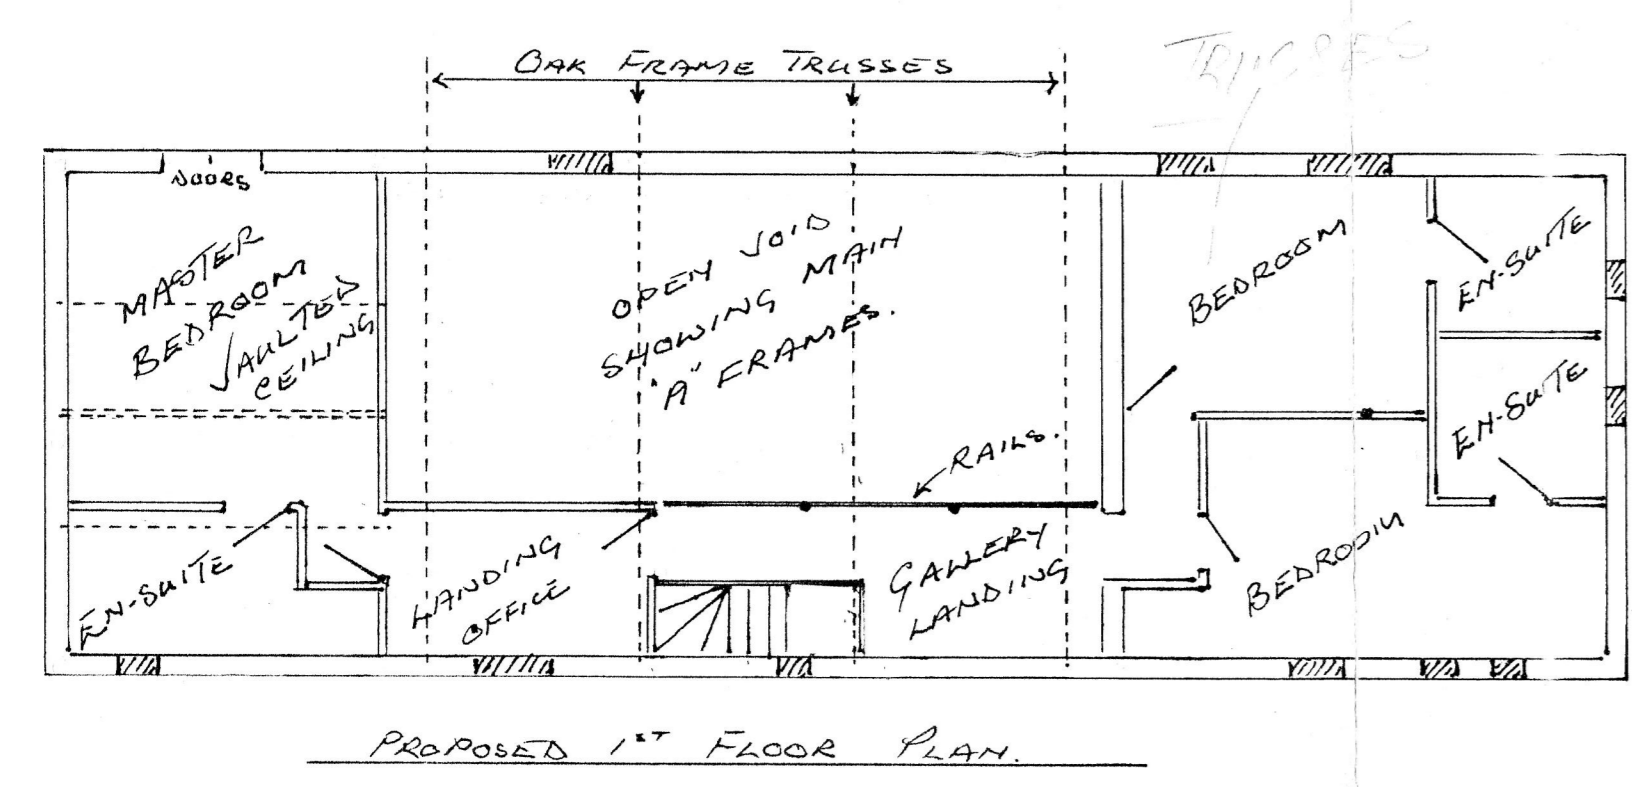 OAK FRAME TRUSSES
TRUSSES
DOORS
MASTER
BEDROOM
VAULTED
CEILING
OPEN VOID
SHOWING MAIN
"A" FRAMES.
BEDROOM
EN-SUITE
EN-SUITE
RAILS.
EN-SUITE
LANDING
OFFICE
GALLERY
LANDING
BEDROOM
PROPOSED 1ST FLOOR PLAN.